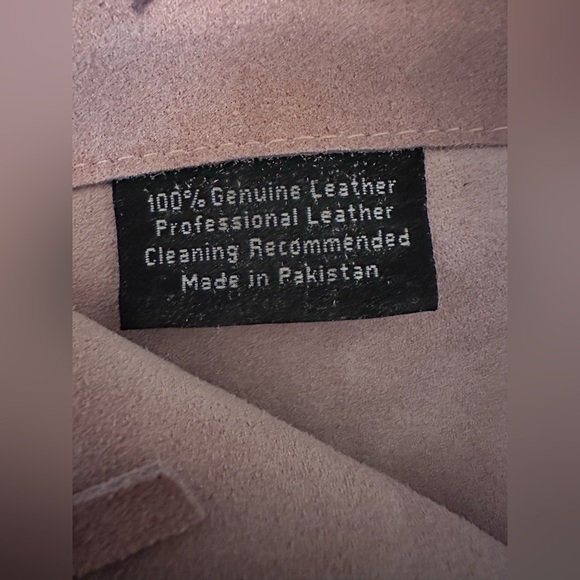 100% Genuine Leather
Professional Leather
Cleaning Recommended
Made in Pakistan